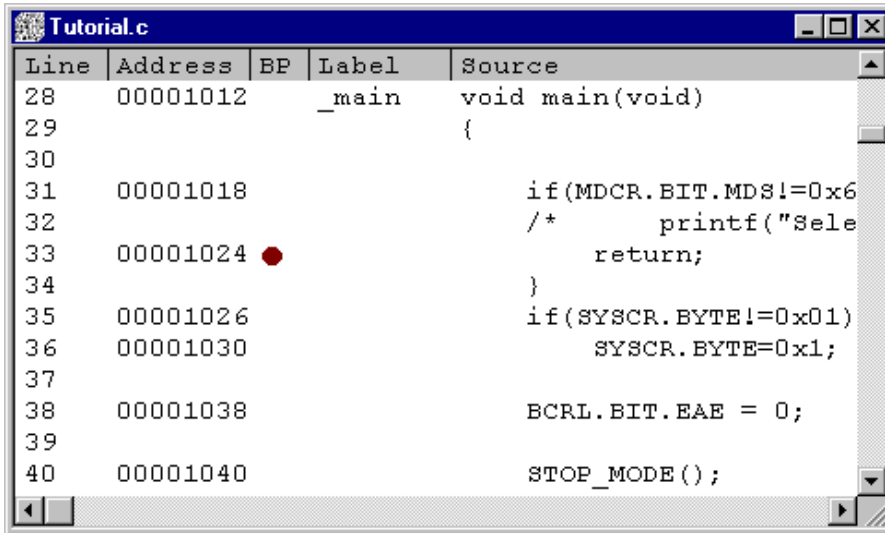 Tutorial.c
Line Address BP Label Source
28 00001012 _main void main(void)
29 {
30
31 00001018 if(MDCR.BIT.MDS!=0x6
32 /* printf("Sele
33 00001024 return;
34 }
35 00001026 if(SYSCR.BYTE!=0x01)
36 00001030 SYSCR.BYTE=0x1;
37
38 00001038 BCRL.BIT.EAE = 0;
39
40 00001040 STOP_MODE();